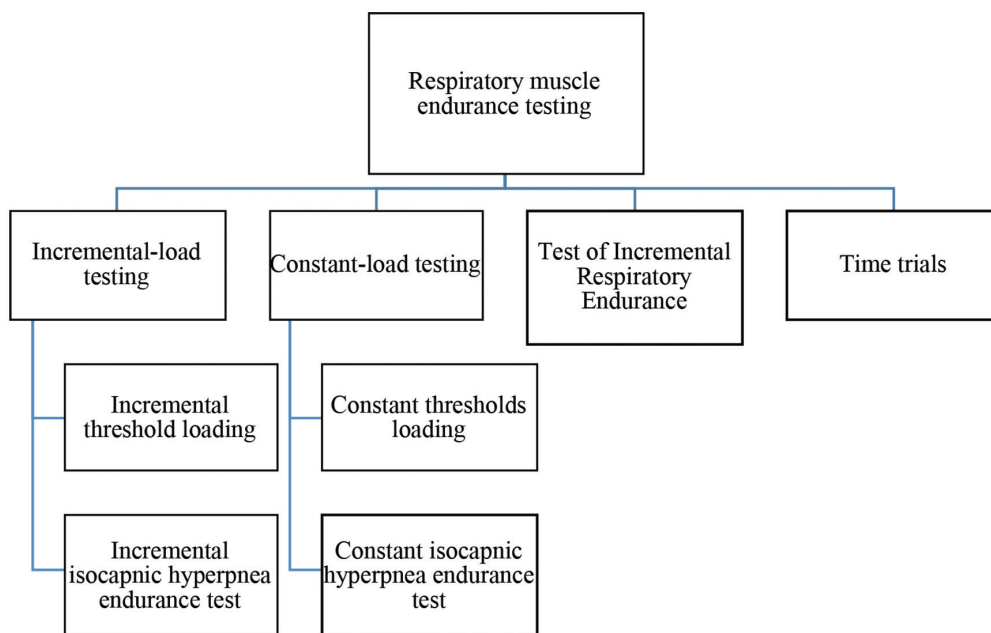 Respiratory muscle
endurance testing
Incremental-load
testing
Constant-load testing
Test of Incremental
Respiratory
Endurance
Time trials
Incremental
threshold loading
Constant thresholds
loading
Incremental
isocapnic hyperpnea
endurance test
Constant isocapnic
hyperpnea endurance
test